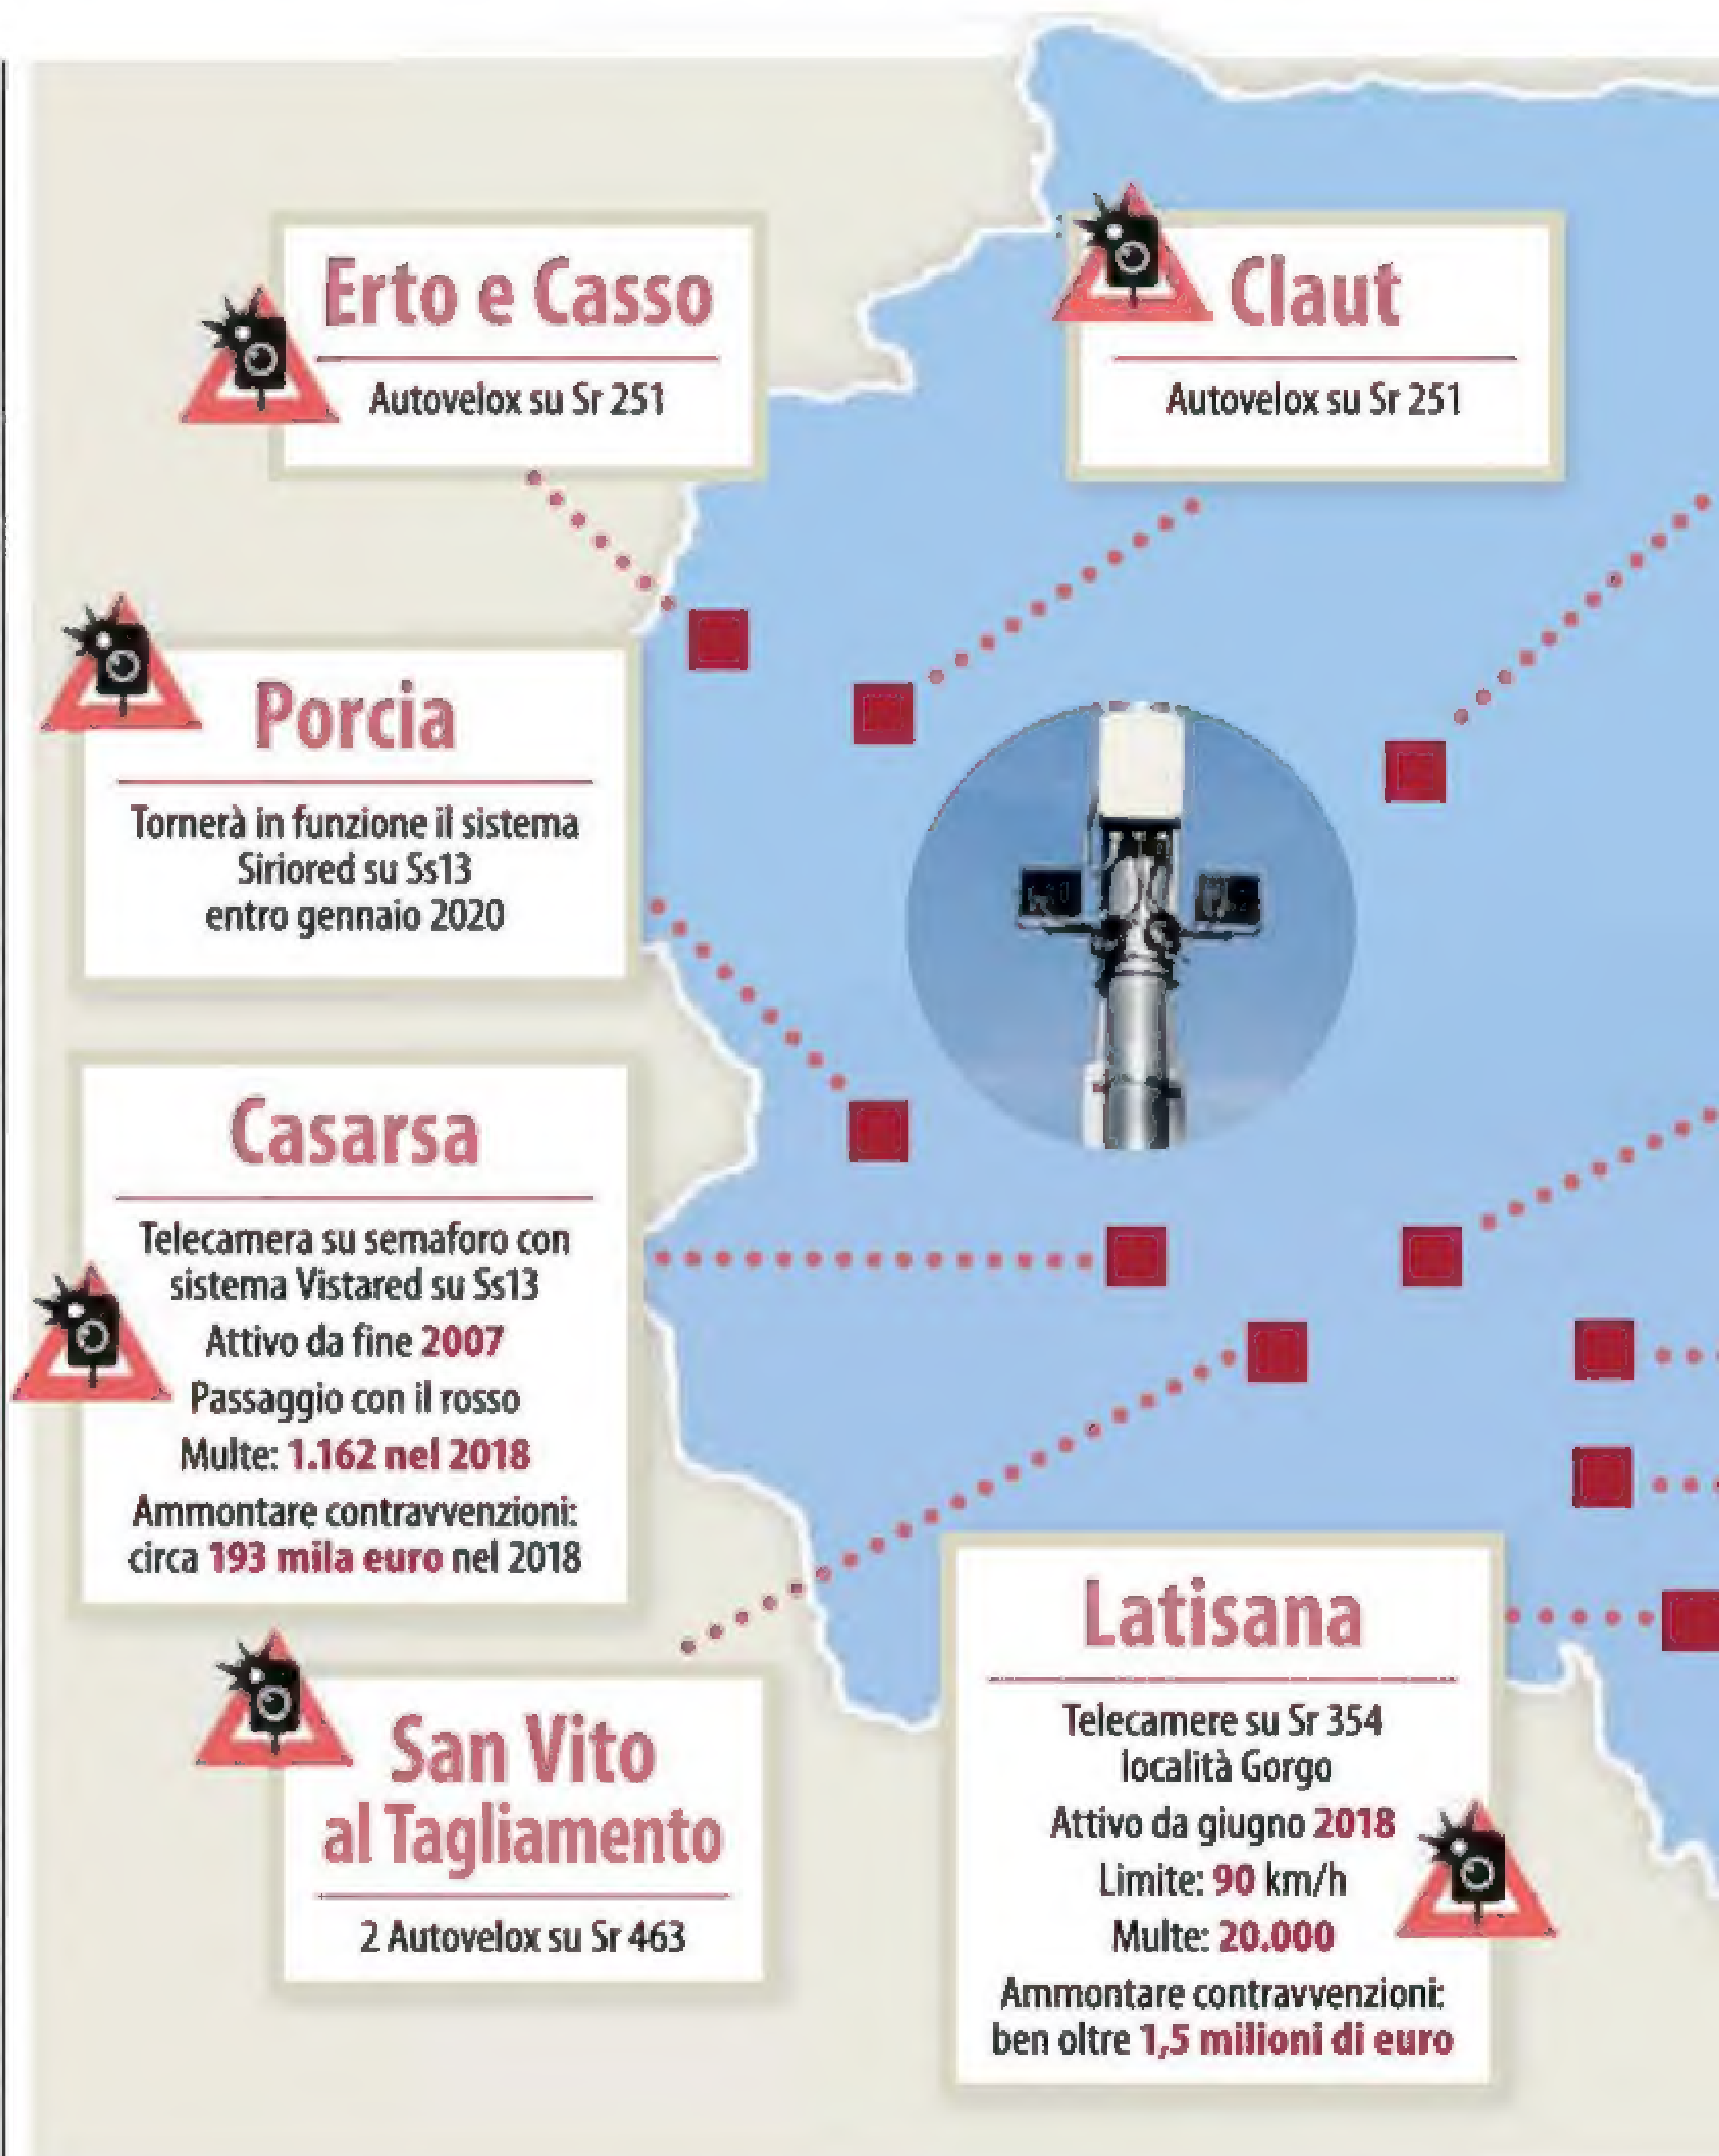 Erto e Casso
Autovelox su Sr 251
Claut
Autovelox su Sr 251
Porcia
Tornerà in funzione il sistema
Siriored su Ss13
entro gennaio 2020
Casarsa
Telecamera su semaforo con
sistema Vistared su Ss13
Attivo da fine 2007
Passaggio con il rosso
Multe: 1.162 nel 2018
Ammontare contravvenzioni:
circa 193 mila euro nel 2018
San Vito
al Tagliamento
2 Autovelox su Sr 463
Latisana
Telecamere su Sr 354
località Gorgo
Attivo da giugno 2018
Limite: 90 km/h
Multe: 20.000
Ammontare contravvenzioni:
ben oltre 1,5 milioni di euro